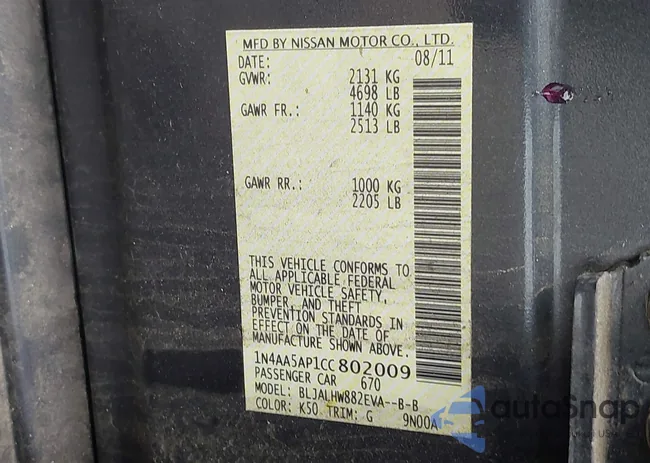 MFD BY NISSAN MOTOR CO., LTD.
DATE: 08/11
GVWR: 2131 KG
4698 LB
GAWR FR.: 1140 KG
2513 LB
GAWR RR.: 1000 KG
2205 LB
THIS VEHICLE CONFORMS TO
ALL APPLICABLE FEDERAL
MOTOR VEHICLE SAFETY,
BUMPER, AND THEFT
PREVENTION STANDARDS IN
EFFECT ON THE DATE OF
MANUFACTURE SHOWN ABOVE.
1N4AA5AP1CC802009
PASSENGER CAR 670
MODEL: BLJALHW882EVA--B-B
COLOR: K50 TRIM: G 9N00A
autoSnap